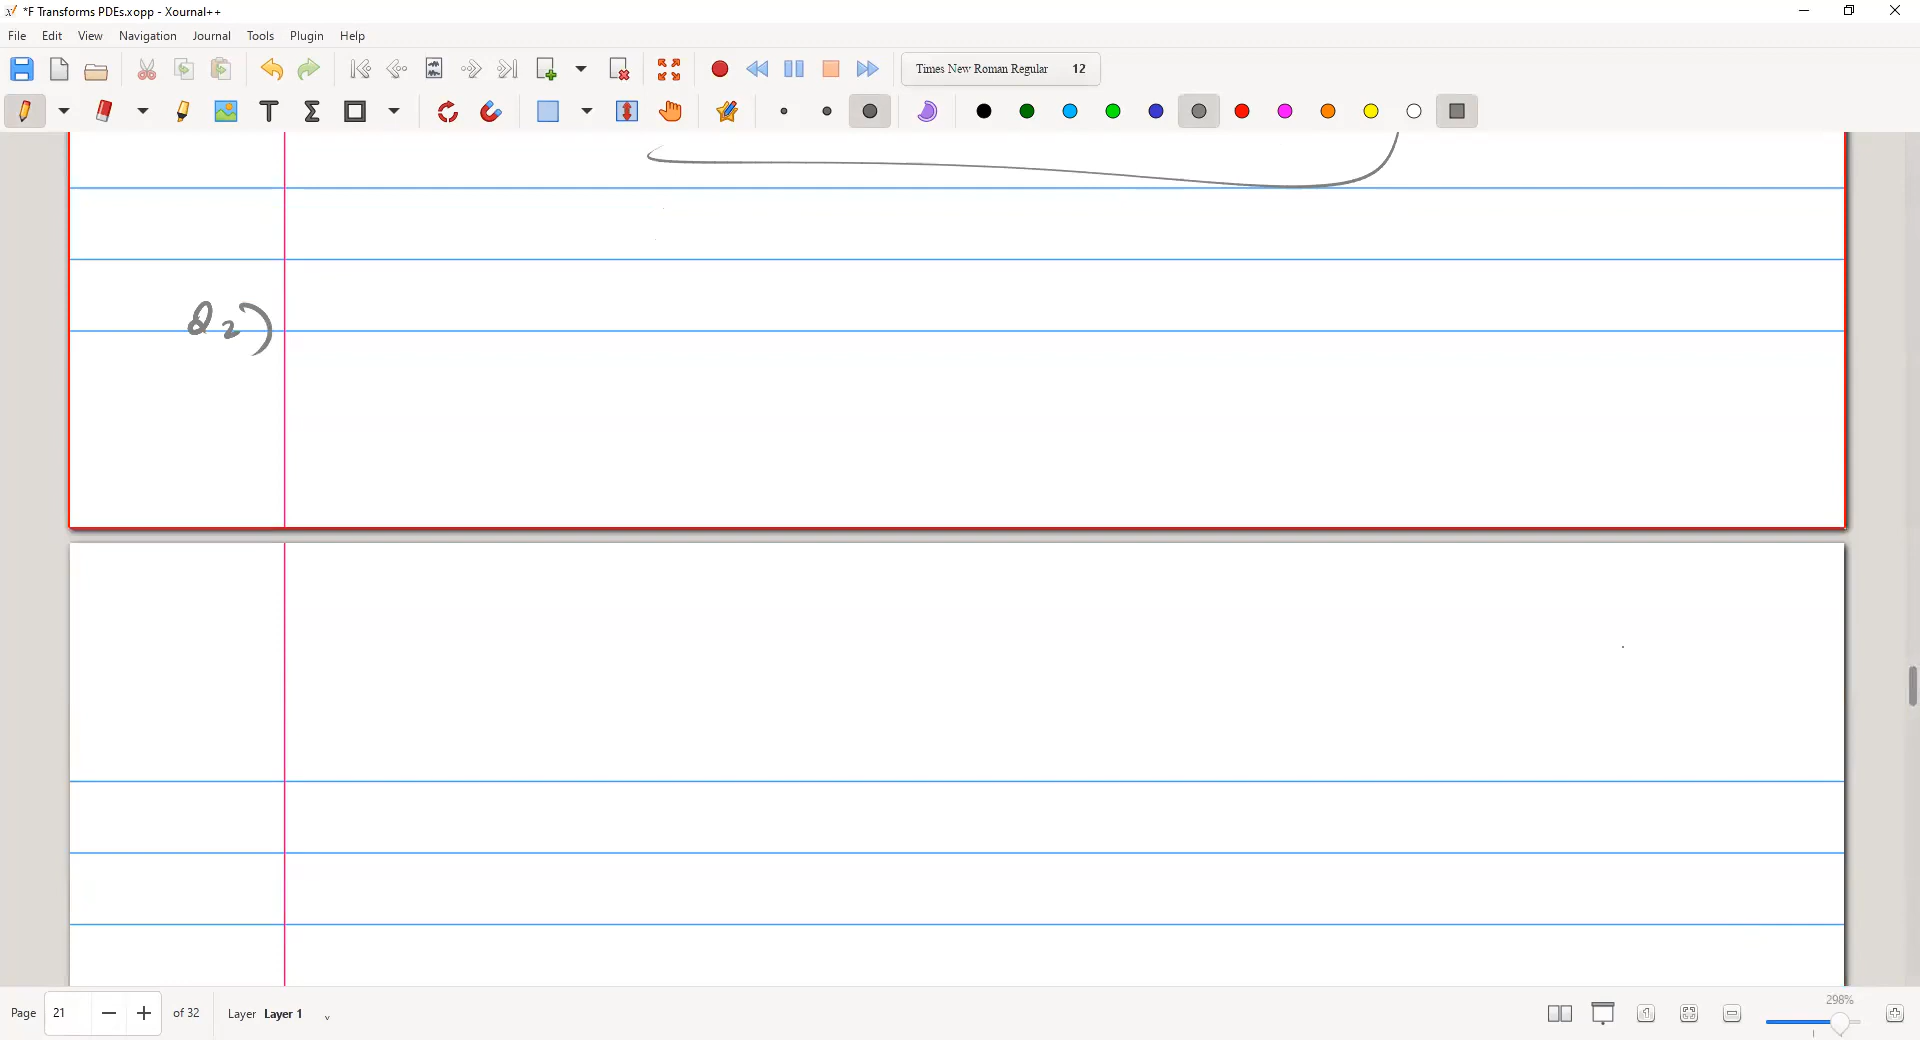 *F Transforms PDEs.xopp - Xournal++
File Edit View Navigation Journal Tools Plugin Help
Times New Roman Regular 12
Q2)
Page 21 of 32 Layer Layer 1 298%